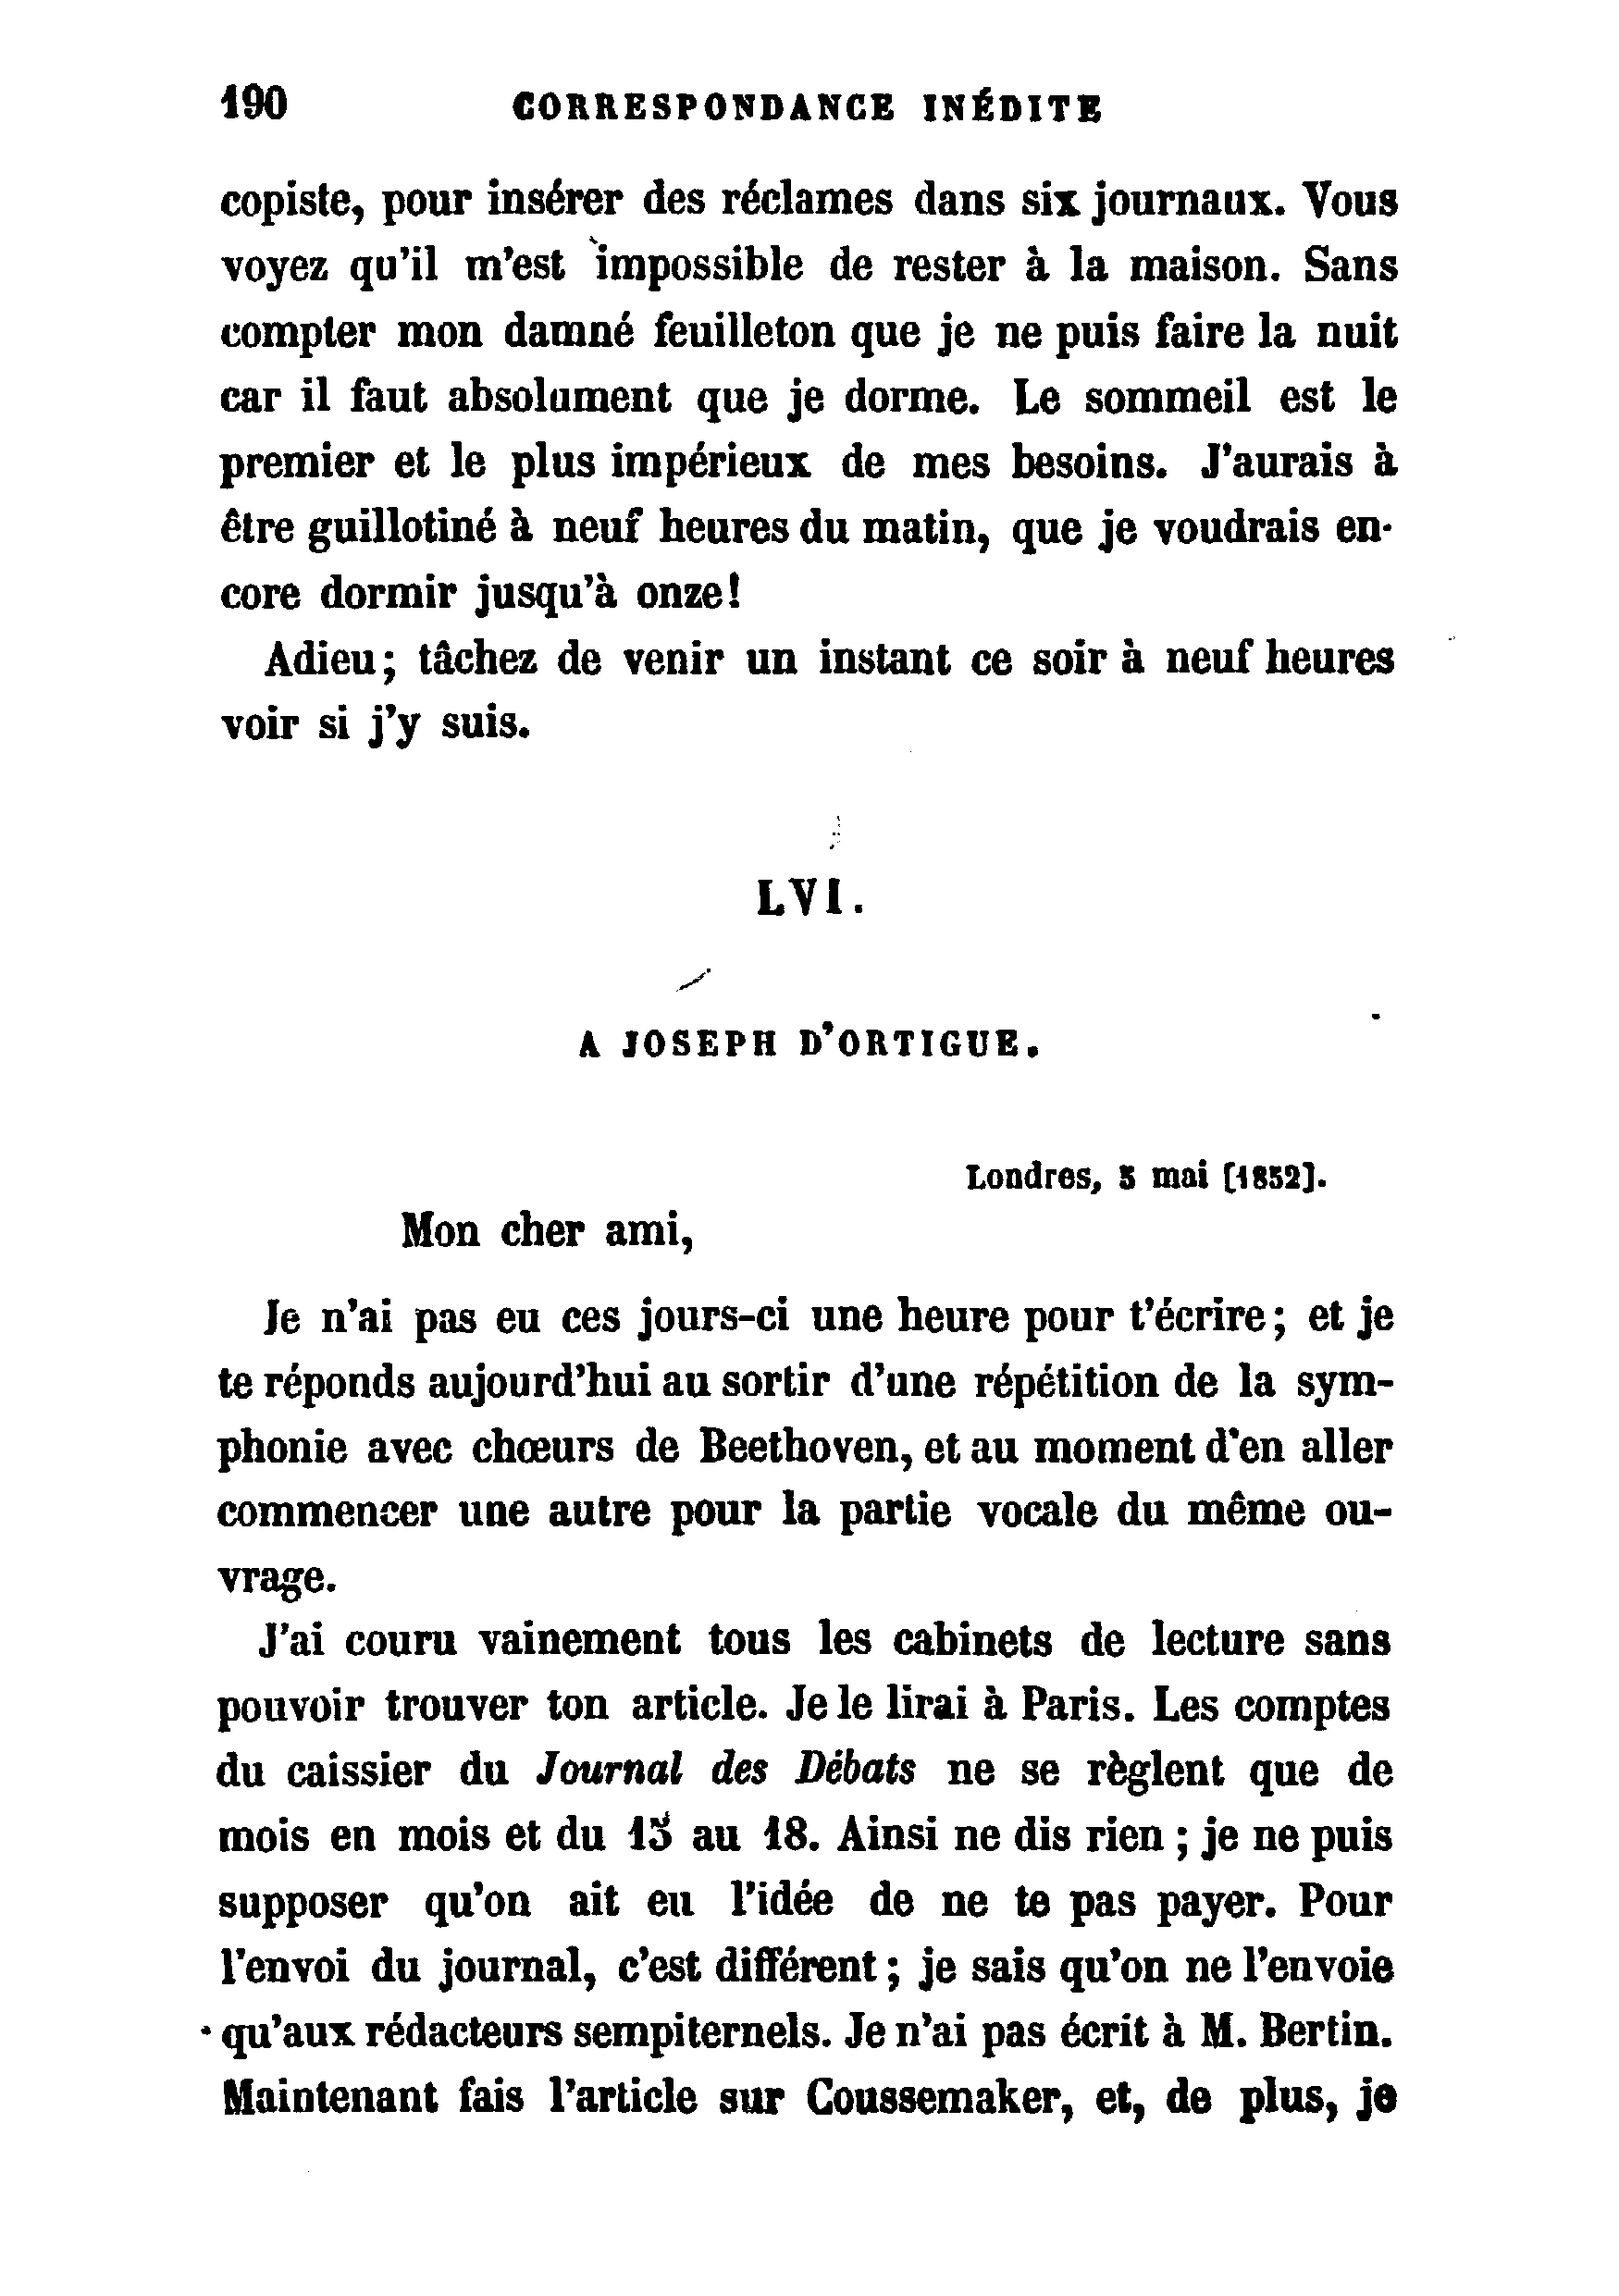 190 CORRESPONDANCE INÉDITE
copiste, pour insérer des réclames dans six journaux. Vous
voyez qu'il m'est impossible de rester à la maison. Sans
compter mon damné feuilleton que je ne puis faire la nuit
car il faut absolument que je dorme. Le sommeil est le
premier et le plus impérieux de mes besoins. J'aurais à
être guillotiné à neuf heures du matin, que je voudrais en-
core dormir jusqu'à onze!
Adieu; tâchez de venir un instant ce soir à neuf heures
voir si j'y suis.
LVI.
A JOSEPH D'ORTIGUE.
Londres, 5 mai [1852].
Mon cher ami,
Je n'ai pas eu ces jours-ci une heure pour t'écrire; et je
te réponds aujourd'hui au sortir d'une répétition de la sym-
phonie avec chœurs de Beethoven, et au moment d'en aller
commencer une autre pour la partie vocale du même ou-
vrage.
J'ai couru vainement tous les cabinets de lecture sans
pouvoir trouver ton article. Je le lirai à Paris. Les comptes
du caissier du Journal des Débats ne se règlent que de
mois en mois et du 15 au 18. Ainsi ne dis rien; je ne puis
supposer qu'on ait eu l'idée de ne te pas payer. Pour
l'envoi du journal, c'est différent; je sais qu'on ne l'envoie
qu'aux rédacteurs sempiternels. Je n'ai pas écrit à M. Bertin.
Maintenant fais l'article sur Coussemaker, et, de plus, je